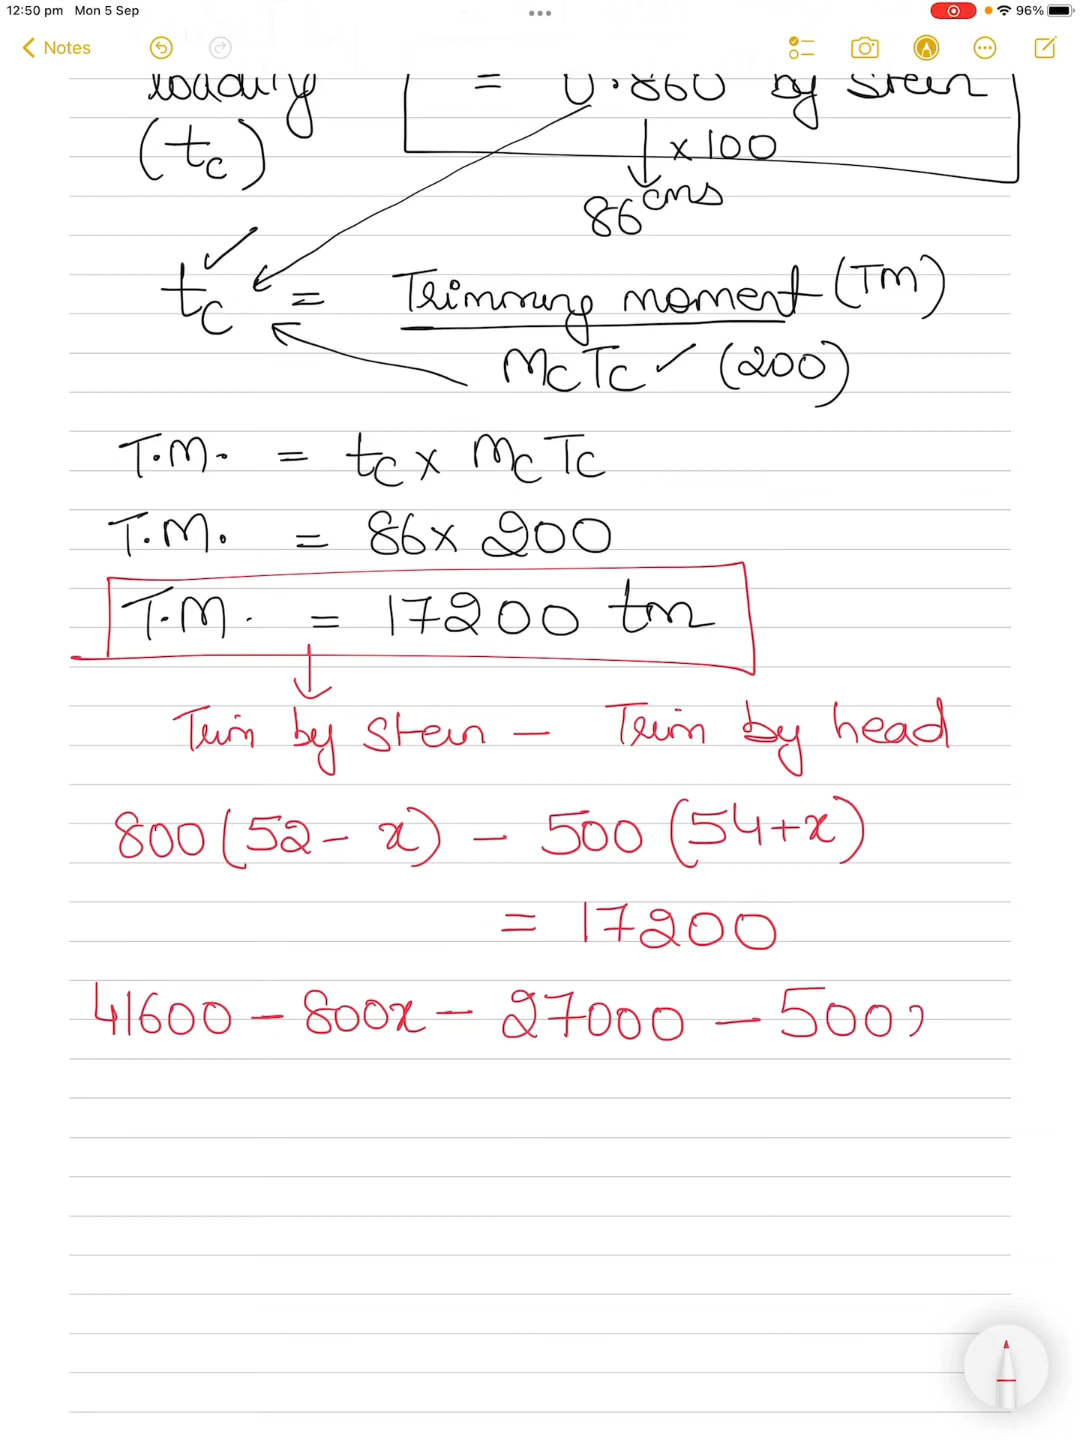 12:50 pm Mon 5 Sep 96%
Notes
loading = 0.860 by stern
(tc) ↓ x 100
86 cms
tc = Trimming moment (TM)
MCTC ✓ (200)
T.M. = tc x MCTC
T.M. = 86 x 200
T.M. = 17200 tm
Trim by stern - Trim by head
800 (52 - x) - 500 (54 + x)
= 17200
41600 - 800x - 27000 - 500